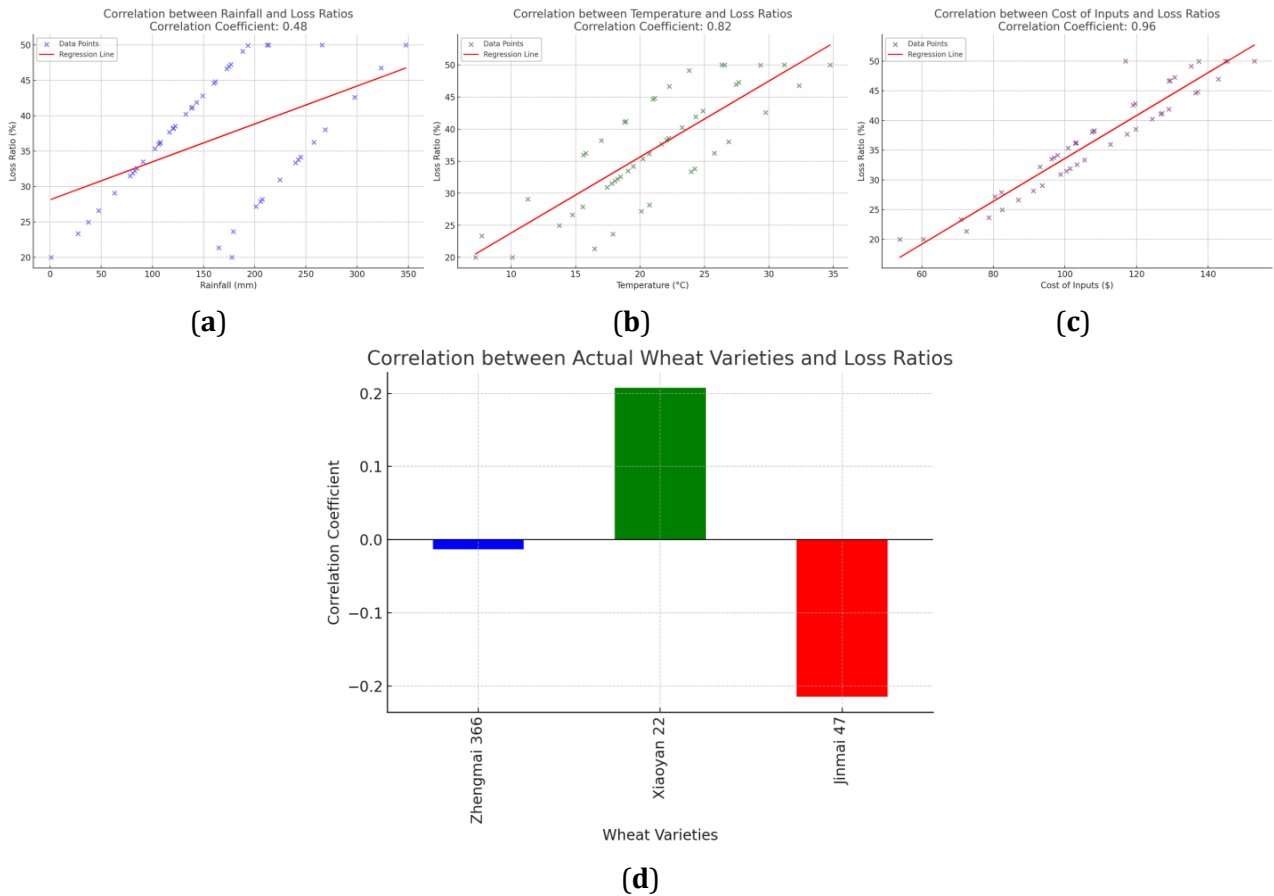 Correlation between Rainfall and Loss Ratios
Correlation Coefficient: 0.48
Data Points
Regression Line
Loss Ratio (%)
50
45
40
35
30
25
20
0
50
100
150
200
250
300
350
Rainfall (mm)
(a)
Correlation between Temperature and Loss Ratios
Correlation Coefficient: 0.82
Data Points
Regression Line
Loss Ratio (%)
50
45
40
35
30
25
20
10
15
20
25
30
35
Temperature (°C)
(b)
Correlation between Cost of Inputs and Loss Ratios
Correlation Coefficient: 0.96
Data Points
Regression Line
Loss Ratio (%)
50
45
40
35
30
25
20
60
80
100
120
140
Cost of Inputs ($)
(c)
Correlation between Actual Wheat Varieties and Loss Ratios
Correlation Coefficient
0.2
0.1
0.0
−0.1
−0.2
Zhengmai 366
Xiaoyan 22
Jinmai 47
Wheat Varieties
(d)